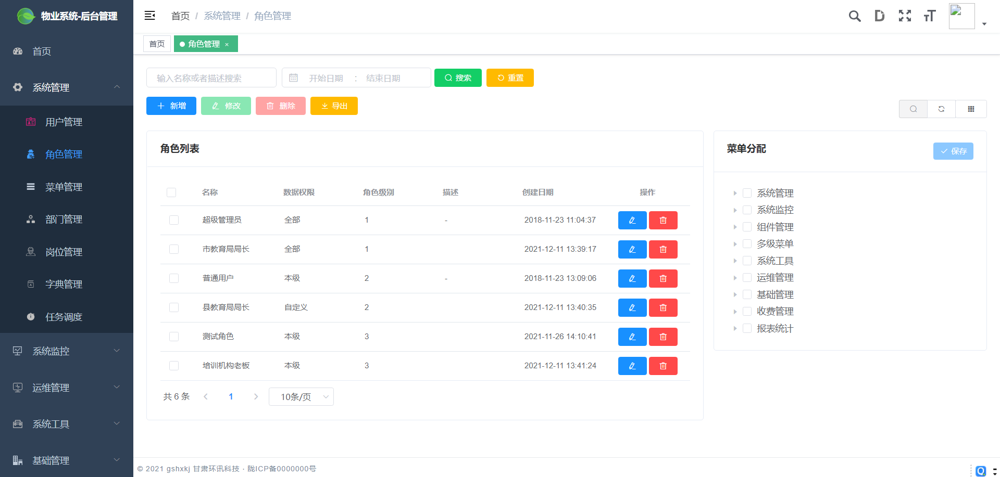 物业系统-后台管理
首页
系统管理
用户管理
角色管理
菜单管理
部门管理
岗位管理
字典管理
任务调度
系统监控
运维管理
系统工具
基础管理
首页 / 系统管理 / 角色管理
首页 角色管理 ×
输入名称或者描述搜索 开始日期 : 结束日期 搜索 重置
新增 修改 删除 导出
角色列表
名称 数据权限 角色级别 描述 创建日期 操作
超级管理员 全部 1 - 2018-11-23 11:04:37
市教育局局长 全部 1 2021-12-11 13:39:17
普通用户 本级 2 - 2018-11-23 13:09:06
县教育局局长 自定义 2 2021-12-11 13:40:35
测试角色 本级 3 2021-11-26 14:10:41
培训机构老板 本级 3 2021-12-11 13:41:24
共 6 条 1 10条/页
菜单分配 保存
系统管理
系统监控
组件管理
多级菜单
系统工具
运维管理
基础管理
收费管理
报表统计
© 2021 gshxkj 甘肃环讯科技 · 陇ICP备0000000号